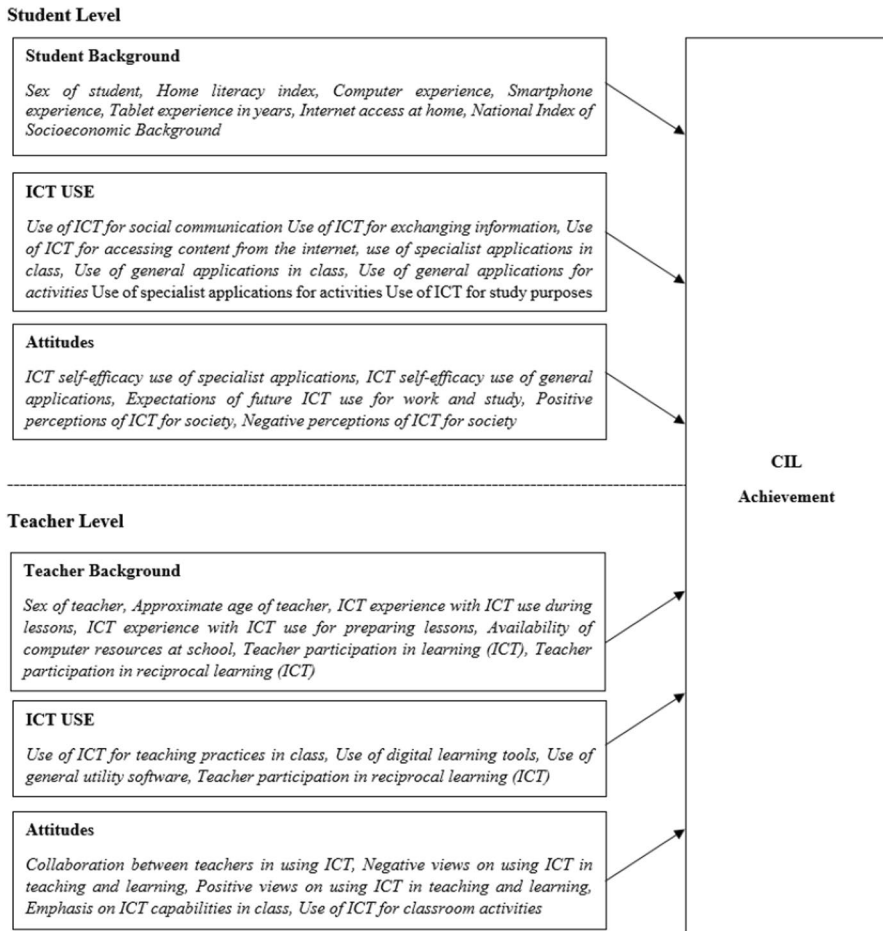 Student Level
Student Background
Sex of student, Home literacy index, Computer experience, Smartphone
experience, Tablet experience in years, Internet access at home, National Index of
Socioeconomic Background
ICT USE
Use of ICT for social communication Use of ICT for exchanging information, Use
of ICT for accessing content from the internet, use of specialist applications in
class, Use of general applications in class, Use of general applications for
activities Use of specialist applications for activities Use of ICT for study purposes
Attitudes
ICT self-efficacy use of specialist applications, ICT self-efficacy use of general
applications, Expectations of future ICT use for work and study, Positive
perceptions of ICT for society, Negative perceptions of ICT for society
CIL
Achievement
Teacher Level
Teacher Background
Sex of teacher, Approximate age of teacher, ICT experience with ICT use during
lessons, ICT experience with ICT use for preparing lessons, Availability of
computer resources at school, Teacher participation in learning (ICT), Teacher
participation in reciprocal learning (ICT)
ICT USE
Use of ICT for teaching practices in class, Use of digital learning tools, Use of
general utility software, Teacher participation in reciprocal learning (ICT)
Attitudes
Collaboration between teachers in using ICT, Negative views on using ICT in
teaching and learning, Positive views on using ICT in teaching and learning,
Emphasis on ICT capabilities in class, Use of ICT for classroom activities